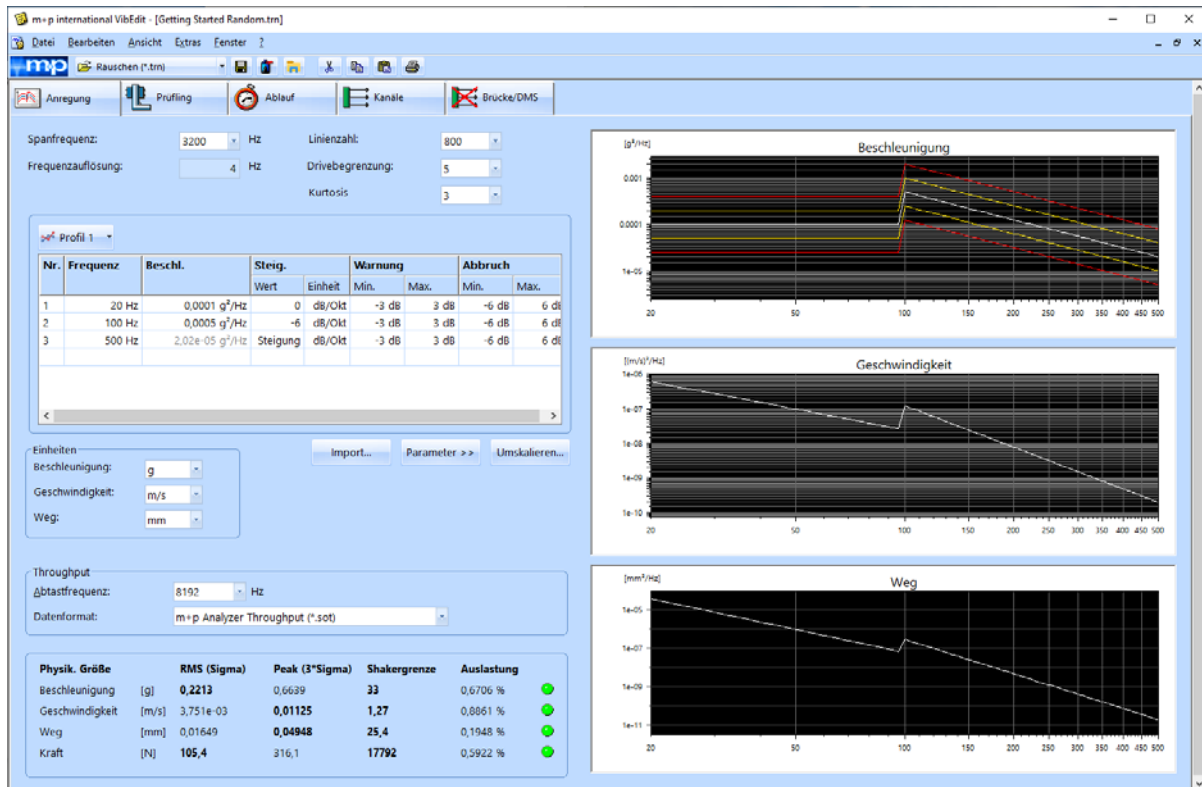 m+p international VibEdit - [Getting Started Random.trn]
Datei Bearbeiten Ansicht Extras Fenster ?
mp Rauschen (*.trn)
Anregung Prüfling Ablauf Kanäle Brücke/DMS
Spanfrequenz: 3200 Hz Linienzahl: 800
Frequenzauflösung: 4 Hz Drivebegrenzung: 5
Kurtosis 3
Profil 1
Nr. Frequenz Beschl. Steig. Warnung Abbruch
Wert Einheit Min. Max. Min. Max.
1 20 Hz 0,0001 g²/Hz 0 dB/Okt -3 dB 3 dB -6 dB 6 dB
2 100 Hz 0,0005 g²/Hz -6 dB/Okt -3 dB 3 dB -6 dB 6 dB
3 500 Hz 2,02e-05 g²/Hz Steigung dB/Okt -3 dB 3 dB -6 dB 6 dB
Import... Parameter >> Umskalieren...
Einheiten
Beschleunigung: g
Geschwindigkeit: m/s
Weg: mm
Throughput
Abtastfrequenz: 8192 Hz
Datenformat: m+p Analyzer Throughput (*.sot)
Physik. Größe RMS (Sigma) Peak (3*Sigma) Shakergrenze Auslastung
Beschleunigung [g] 0,2213 0,6639 33 0,6706 %
Geschwindigkeit [m/s] 3,751e-03 0,01125 1,27 0,8861 %
Weg [mm] 0,01649 0,04948 25,4 0,1948 %
Kraft [N] 105,4 316,1 17792 0,5922 %
[g²/Hz] Beschleunigung
0.001
0.0001
1e-05
20 50 100 150 200 250 300 350 400 450 500
[(m/s)²/Hz] Geschwindigkeit
1e-06
1e-07
1e-08
1e-09
1e-10
20 50 100 150 200 250 300 350 400 450 500
[mm²/Hz] Weg
1e-05
1e-07
1e-09
1e-11
20 50 100 150 200 250 300 350 400 450 500